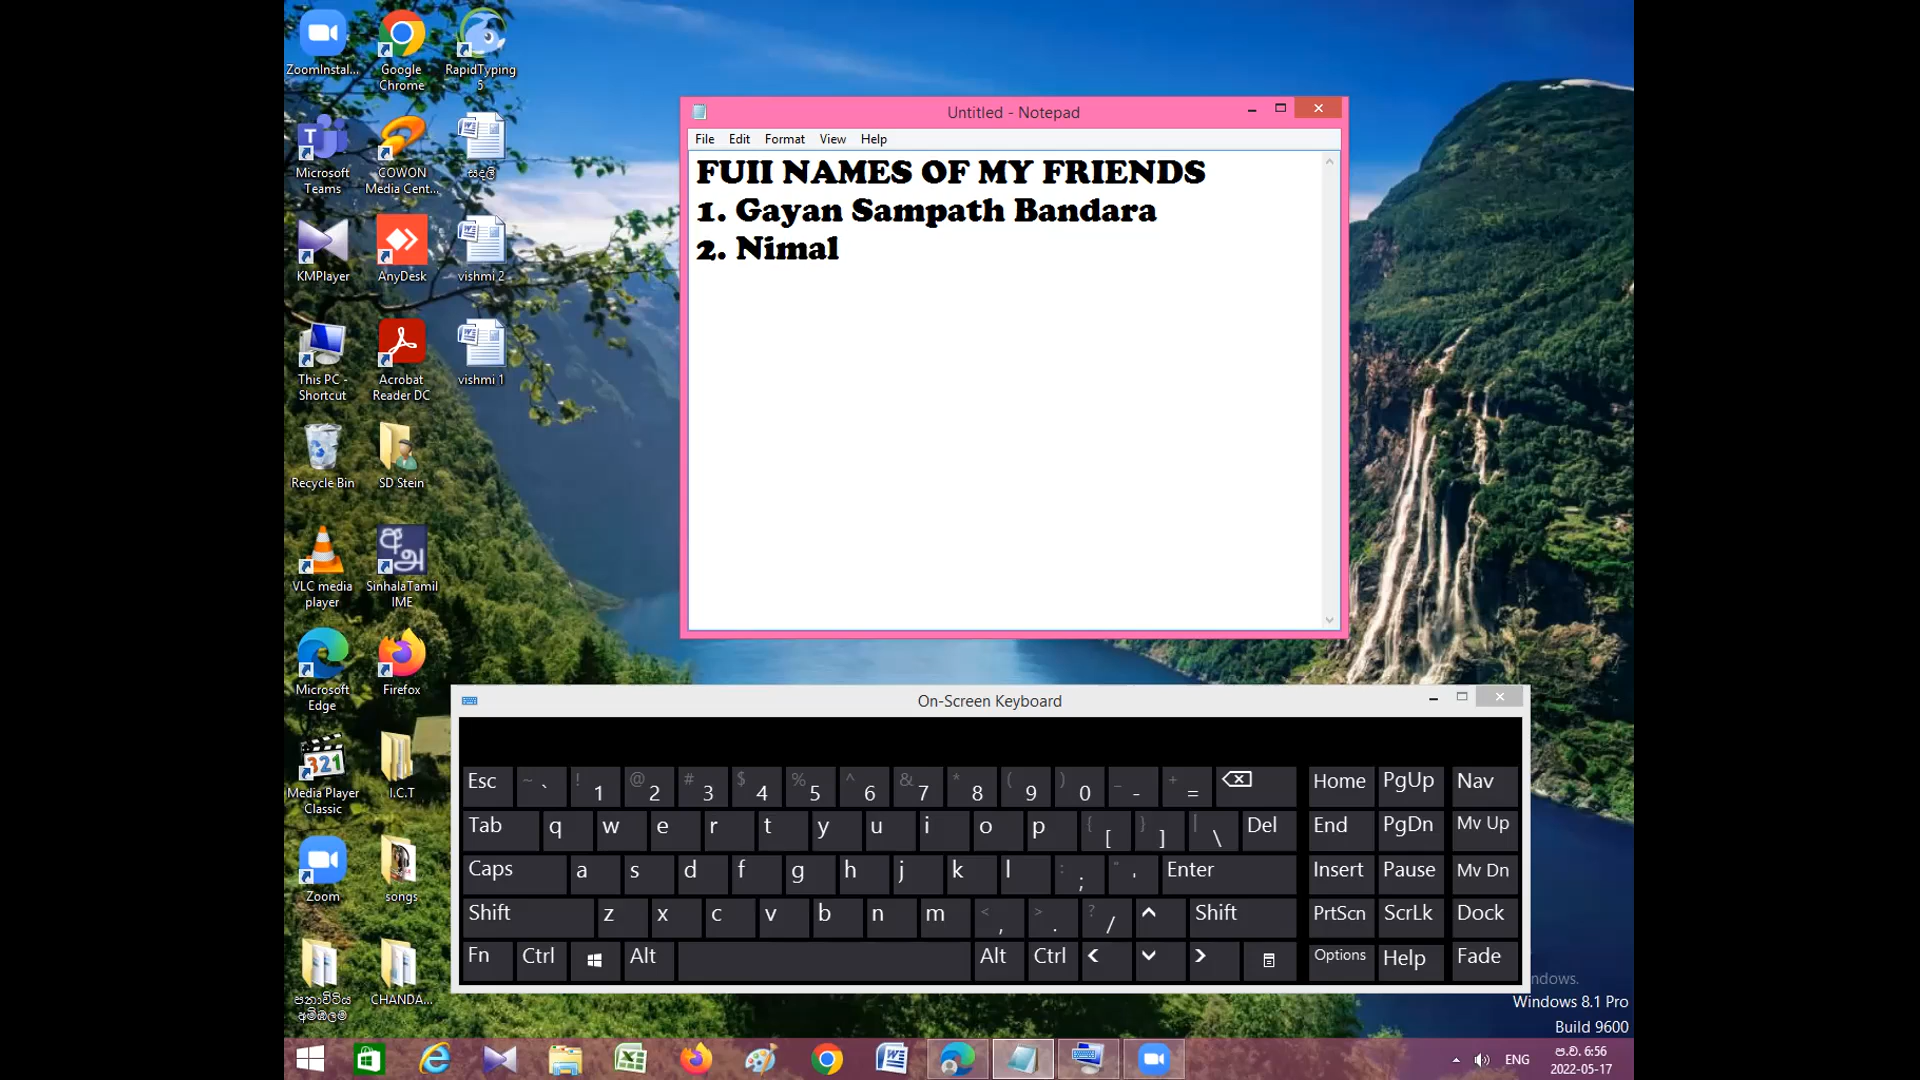 ZoomInstal...
Google Chrome
RapidTyping 5
Microsoft Teams
COWON Media Cent...
සඳලි
KMPlayer
AnyDesk
vishmi 2
This PC - Shortcut
Acrobat Reader DC
vishmi 1
Recycle Bin
SD Stein
VLC media player
SinhalaTamil IME
Microsoft Edge
Firefox
Media Player Classic
I.C.T
Zoom
songs
CHANDA...
Untitled - Notepad
File Edit Format View Help
FUII NAMES OF MY FRIENDS
1. Gayan Sampath Bandara
2. Nimal
On-Screen Keyboard
Esc ~ ` ! 1 @ 2 # 3 $ 4 % 5 ^ 6 & 7 * 8 ( 9 ) 0 _ - + = Home PgUp Nav
Tab q w e r t y u i o p { [ } ] | \ Del End PgDn Mv Up
Caps a s d f g h j k l : ; " ' Enter Insert Pause Mv Dn
Shift z x c v b n m < , > . ? / Shift PrtScn ScrLk Dock
Fn Ctrl Alt Alt Ctrl Options Help Fade
ndows.
Windows 8.1 Pro
Build 9600
ENG
ප.ව. 6:56
2022-05-17